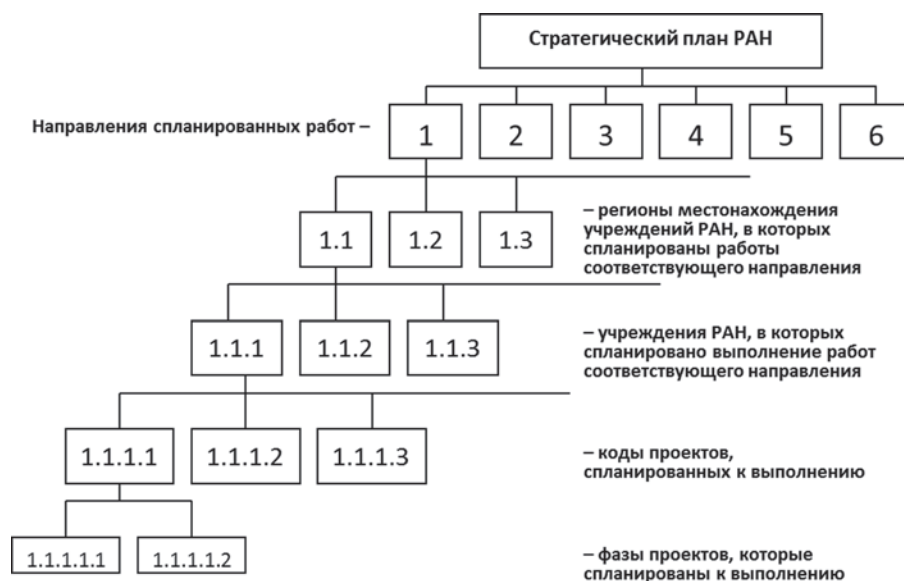 Стратегический план РАН
Направления спланированных работ –
1 2 3 4 5 6
1.1 1.2 1.3
– регионы местонахождения
учреждений РАН, в которых
спланированы работы
соответствующего направления
1.1.1 1.1.2 1.1.3
– учреждения РАН, в которых
спланировано выполнение работ
соответствующего направления
1.1.1.1 1.1.1.2 1.1.1.3
– коды проектов,
спланированных к выполнению
1.1.1.1.1 1.1.1.1.2
– фазы проектов, которые
спланированы к выполнению